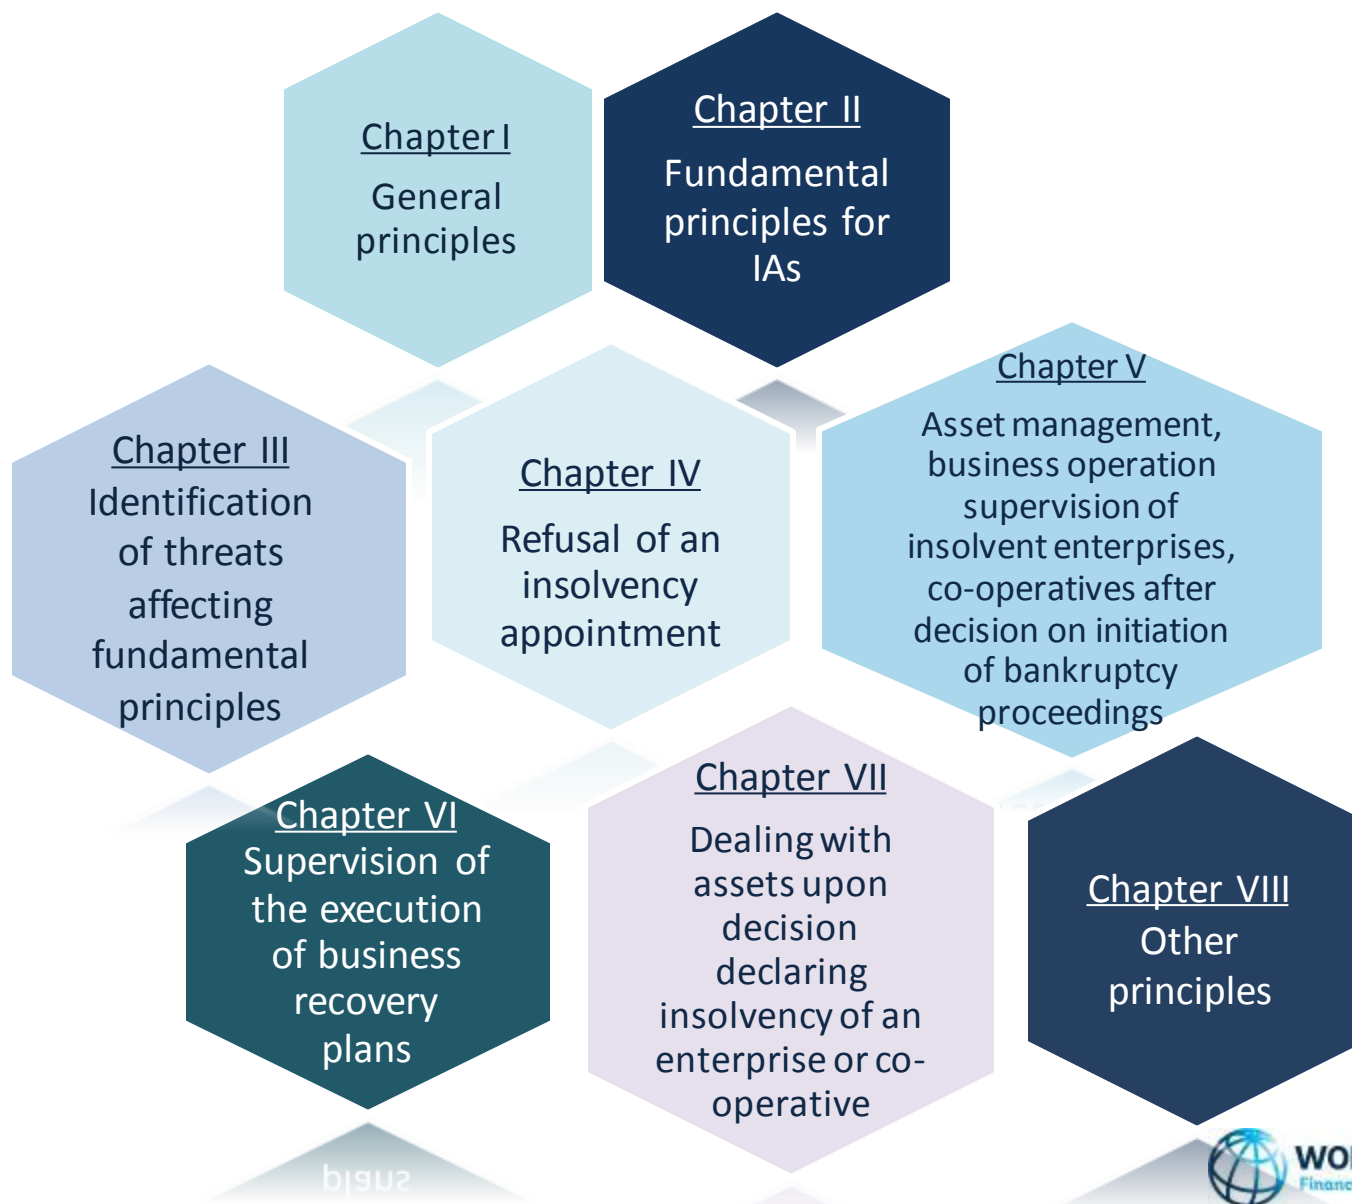 Chapter I
General
principles
Chapter II
Fundamental
principles for
IAs
Chapter III
Identification
of threats
affecting
fundamental
principles
Chapter IV
Refusal of an
insolvency
appointment
Chapter V
Asset management,
business operation
supervision of
insolvent enterprises,
co-operatives after
decision on initiation
of bankruptcy
proceedings
Chapter VI
Supervision of
the execution
of business
recovery
plans
Chapter VII
Dealing with
assets upon
decision
declaring
insolvency of an
enterprise or co-
operative
Chapter VIII
Other
principles